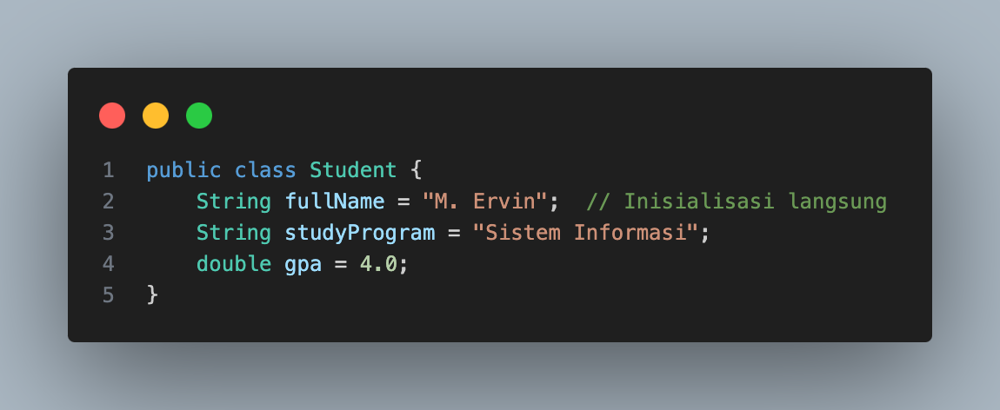 1 public class Student {
2     String fullName = "M. Ervin";  // Inisialisasi langsung
3     String studyProgram = "Sistem Informasi";
4     double gpa = 4.0;
5 }